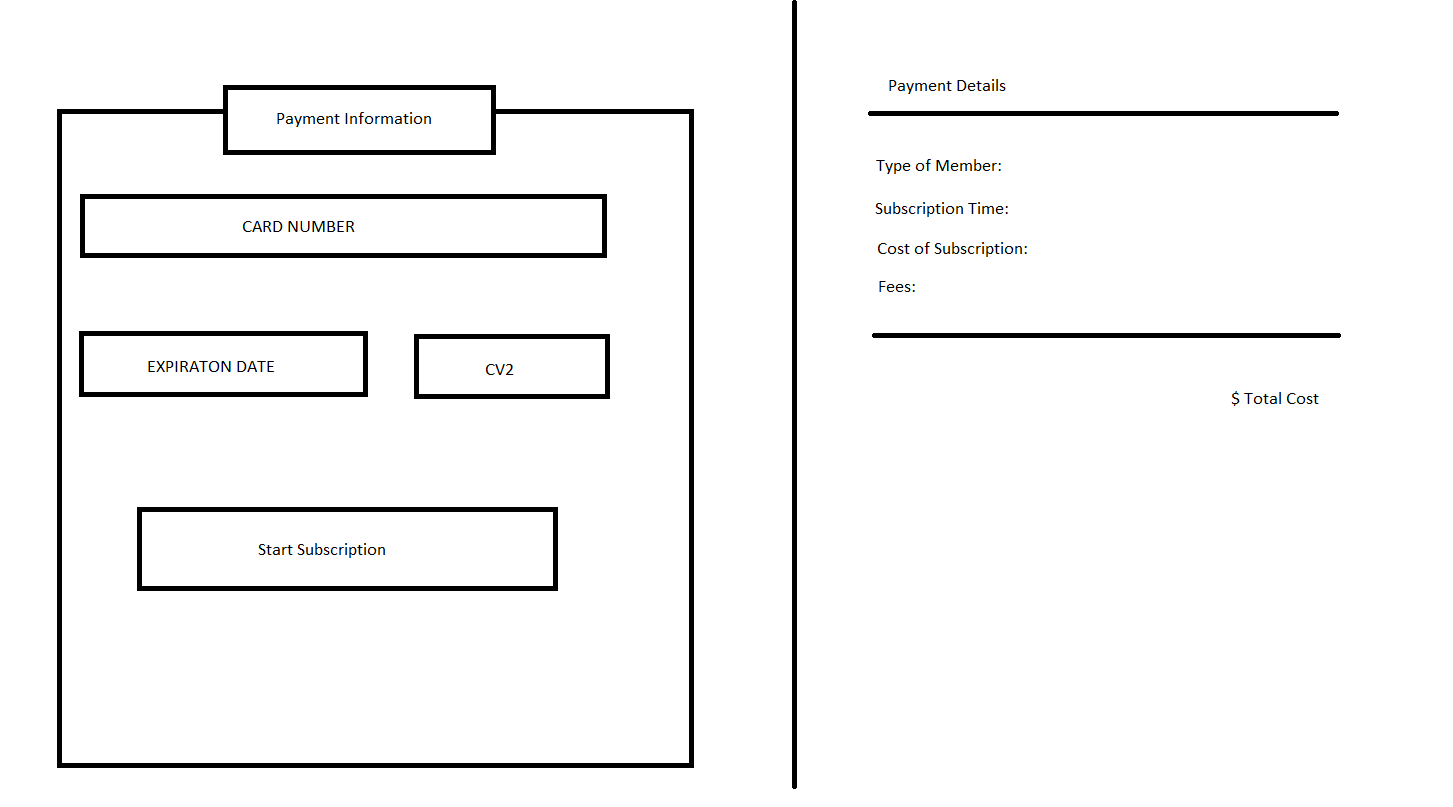 Payment Information
CARD NUMBER
EXPIRATON DATE
CV2
Start Subscription
Payment Details
Type of Member:
Subscription Time:
Cost of Subscription:
Fees:
$ Total Cost